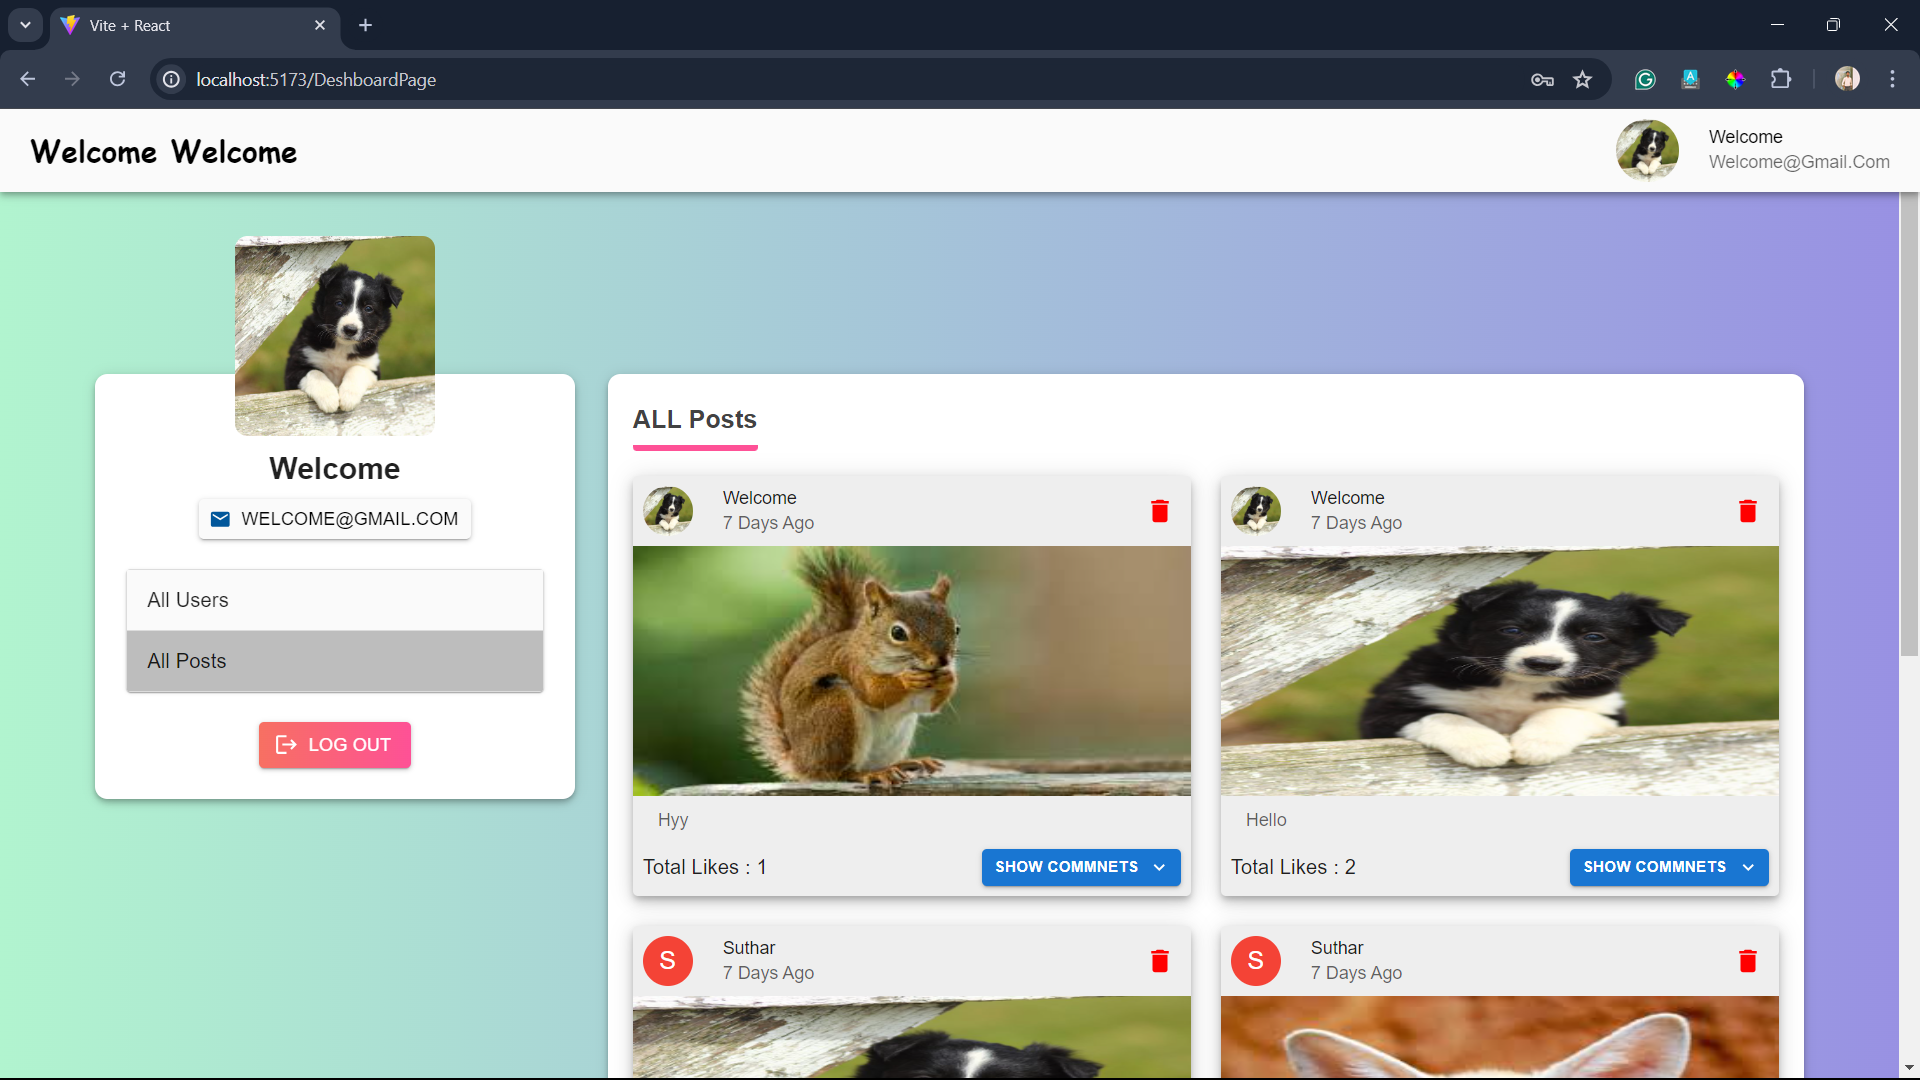 Vite + React
localhost:5173/DeshboardPage
Welcome Welcome
Welcome
Welcome@Gmail.Com
Welcome
WELCOME@GMAIL.COM
All Users
All Posts
LOG OUT
ALL Posts
Welcome
7 Days Ago
Hyy
Total Likes : 1
SHOW COMMNETS
Welcome
7 Days Ago
Hello
Total Likes : 2
SHOW COMMNETS
S
Suthar
7 Days Ago
S
Suthar
7 Days Ago